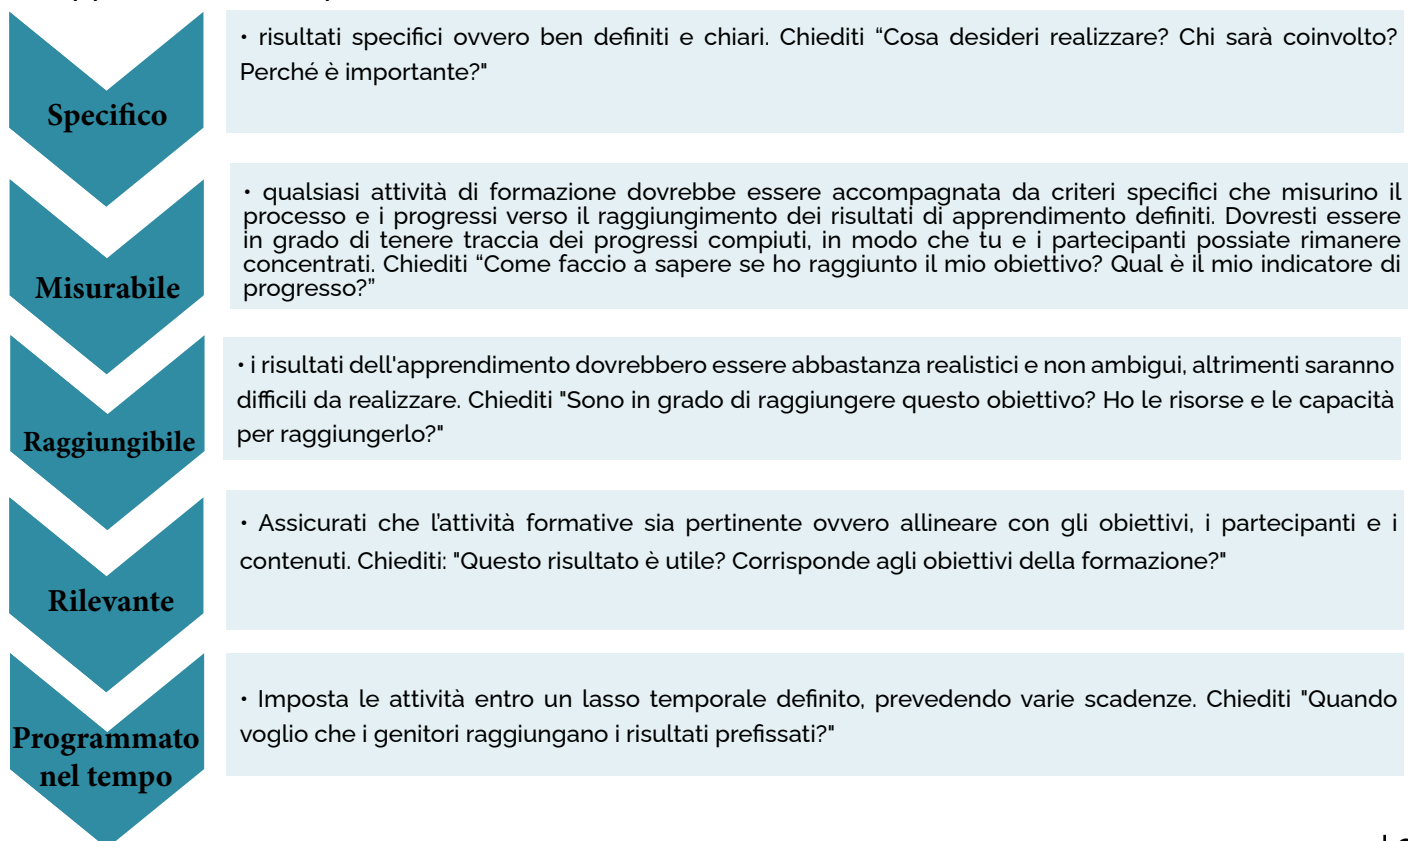 Specifico
• risultati specifici ovvero ben definiti e chiari. Chiediti “Cosa desideri realizzare? Chi sarà coinvolto?
Perché è importante?"
Misurabile
• qualsiasi attività di formazione dovrebbe essere accompagnata da criteri specifici che misurino il
processo e i progressi verso il raggiungimento dei risultati di apprendimento definiti. Dovresti essere
in grado di tenere traccia dei progressi compiuti, in modo che tu e i partecipanti possiate rimanere
concentrati. Chiediti “Come faccio a sapere se ho raggiunto il mio obiettivo? Qual è il mio indicatore di
progresso?”
Raggiungibile
• i risultati dell'apprendimento dovrebbero essere abbastanza realistici e non ambigui, altrimenti saranno
difficili da realizzare. Chiediti "Sono in grado di raggiungere questo obiettivo? Ho le risorse e le capacità
per raggiungerlo?"
Rilevante
• Assicurati che l’attività formative sia pertinente ovvero allineare con gli obiettivi, i partecipanti e i
contenuti. Chiediti: "Questo risultato è utile? Corrisponde agli obiettivi della formazione?"
Programmato
nel tempo
• Imposta le attività entro un lasso temporale definito, prevedendo varie scadenze. Chiediti "Quando
voglio che i genitori raggiungano i risultati prefissati?"